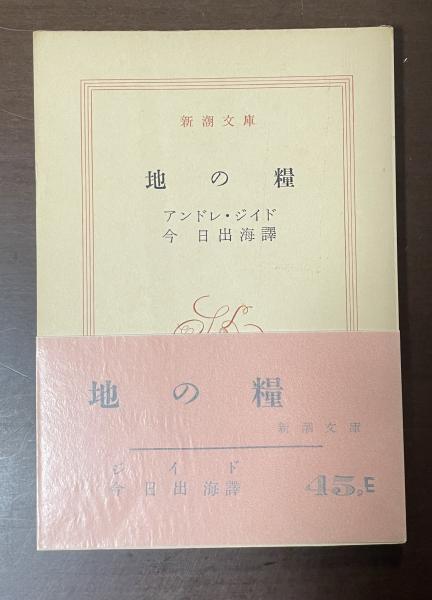 新潮文庫
地の糧
アンドレ・ジイド
今日出海譯
地の糧
新潮文庫
ジイド
今日出海譯
45.E